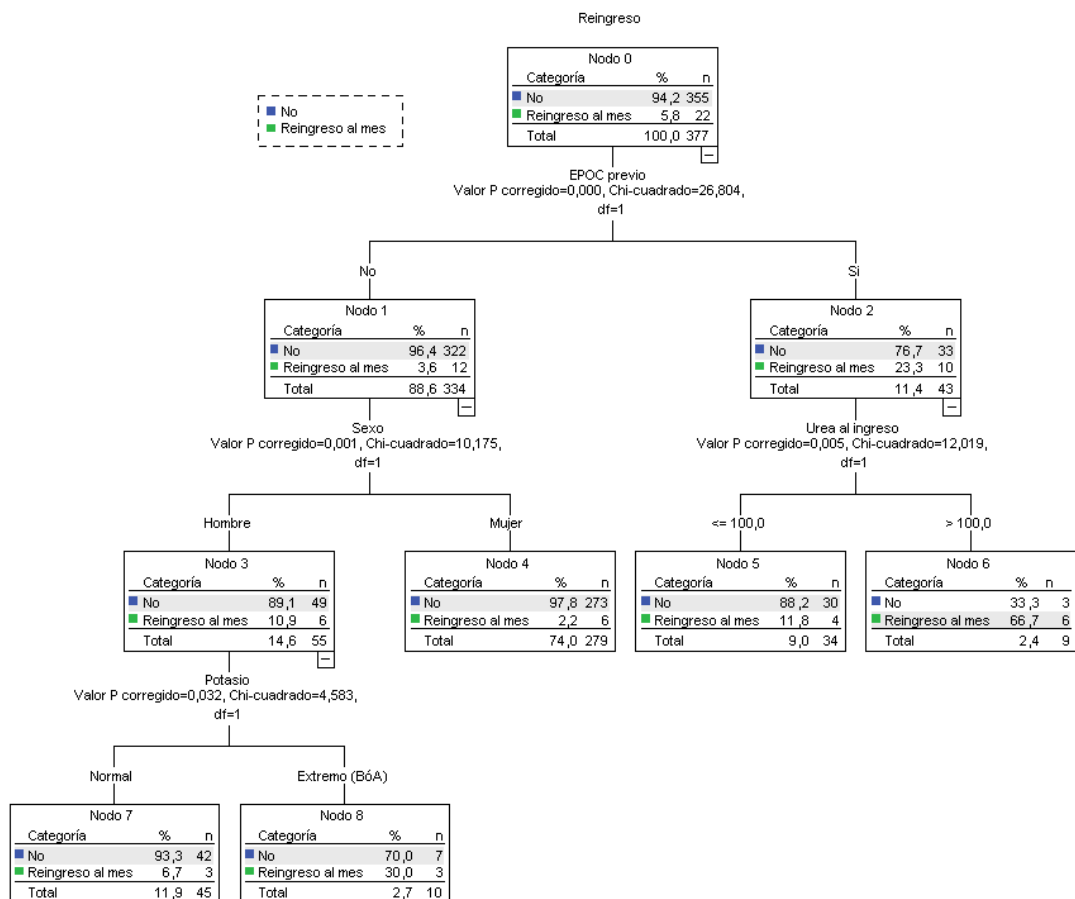 Reingreso
No
Reingreso al mes
Nodo 0
Categoría % n
No 94,2 355
Reingreso al mes 5,8 22
Total 100,0 377
EPOC previo
Valor P corregido=0,000, Chi-cuadrado=26,804,
df=1
No
Si
Nodo 1
Categoría % n
No 96,4 322
Reingreso al mes 3,6 12
Total 88,6 334
Nodo 2
Categoría % n
No 76,7 33
Reingreso al mes 23,3 10
Total 11,4 43
Sexo
Valor P corregido=0,001, Chi-cuadrado=10,175,
df=1
Urea al ingreso
Valor P corregido=0,005, Chi-cuadrado=12,019,
df=1
Hombre
Mujer
<= 100,0
> 100,0
Nodo 3
Categoría % n
No 89,1 49
Reingreso al mes 10,9 6
Total 14,6 55
Nodo 4
Categoría % n
No 97,8 273
Reingreso al mes 2,2 6
Total 74,0 279
Nodo 5
Categoría % n
No 88,2 30
Reingreso al mes 11,8 4
Total 9,0 34
Nodo 6
Categoría % n
No 33,3 3
Reingreso al mes 66,7 6
Total 2,4 9
Potasio
Valor P corregido=0,032, Chi-cuadrado=4,583,
df=1
Normal
Extremo (BóA)
Nodo 7
Categoría % n
No 93,3 42
Reingreso al mes 6,7 3
Total 11,9 45
Nodo 8
Categoría % n
No 70,0 7
Reingreso al mes 30,0 3
Total 2,7 10